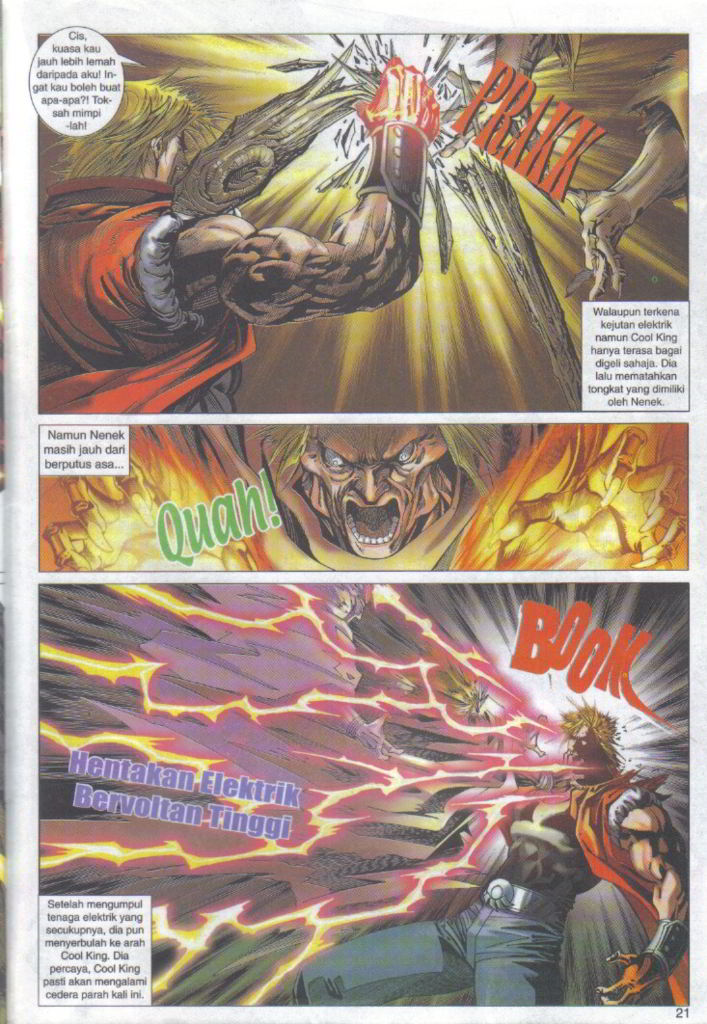 Cis,
kuasa kau
jauh lebih lemah
daripada aku! In-
gat kau boleh buat
apa-apa?! Tok-
sah mimpi
-lah!
PRAKK
Walaupun terkena
kejutan elektrik
namun Cool King
hanya terasa bagai
digeli sahaja. Dia
lalu mematahkan
tongkat yang dimiliki
oleh Nenek.
Namun Nenek
masih jauh dari
berputus asa...
Quah!
BOOM
Hentakan Elektrik
Bervoltan Tinggi
Setelah mengumpul
tenaga elektrik yang
secukupnya, dia pun
menyerbulah ke arah
Cool King. Dia
percaya, Cool King
pasti akan mengalami
cedera parah kali ini.
21